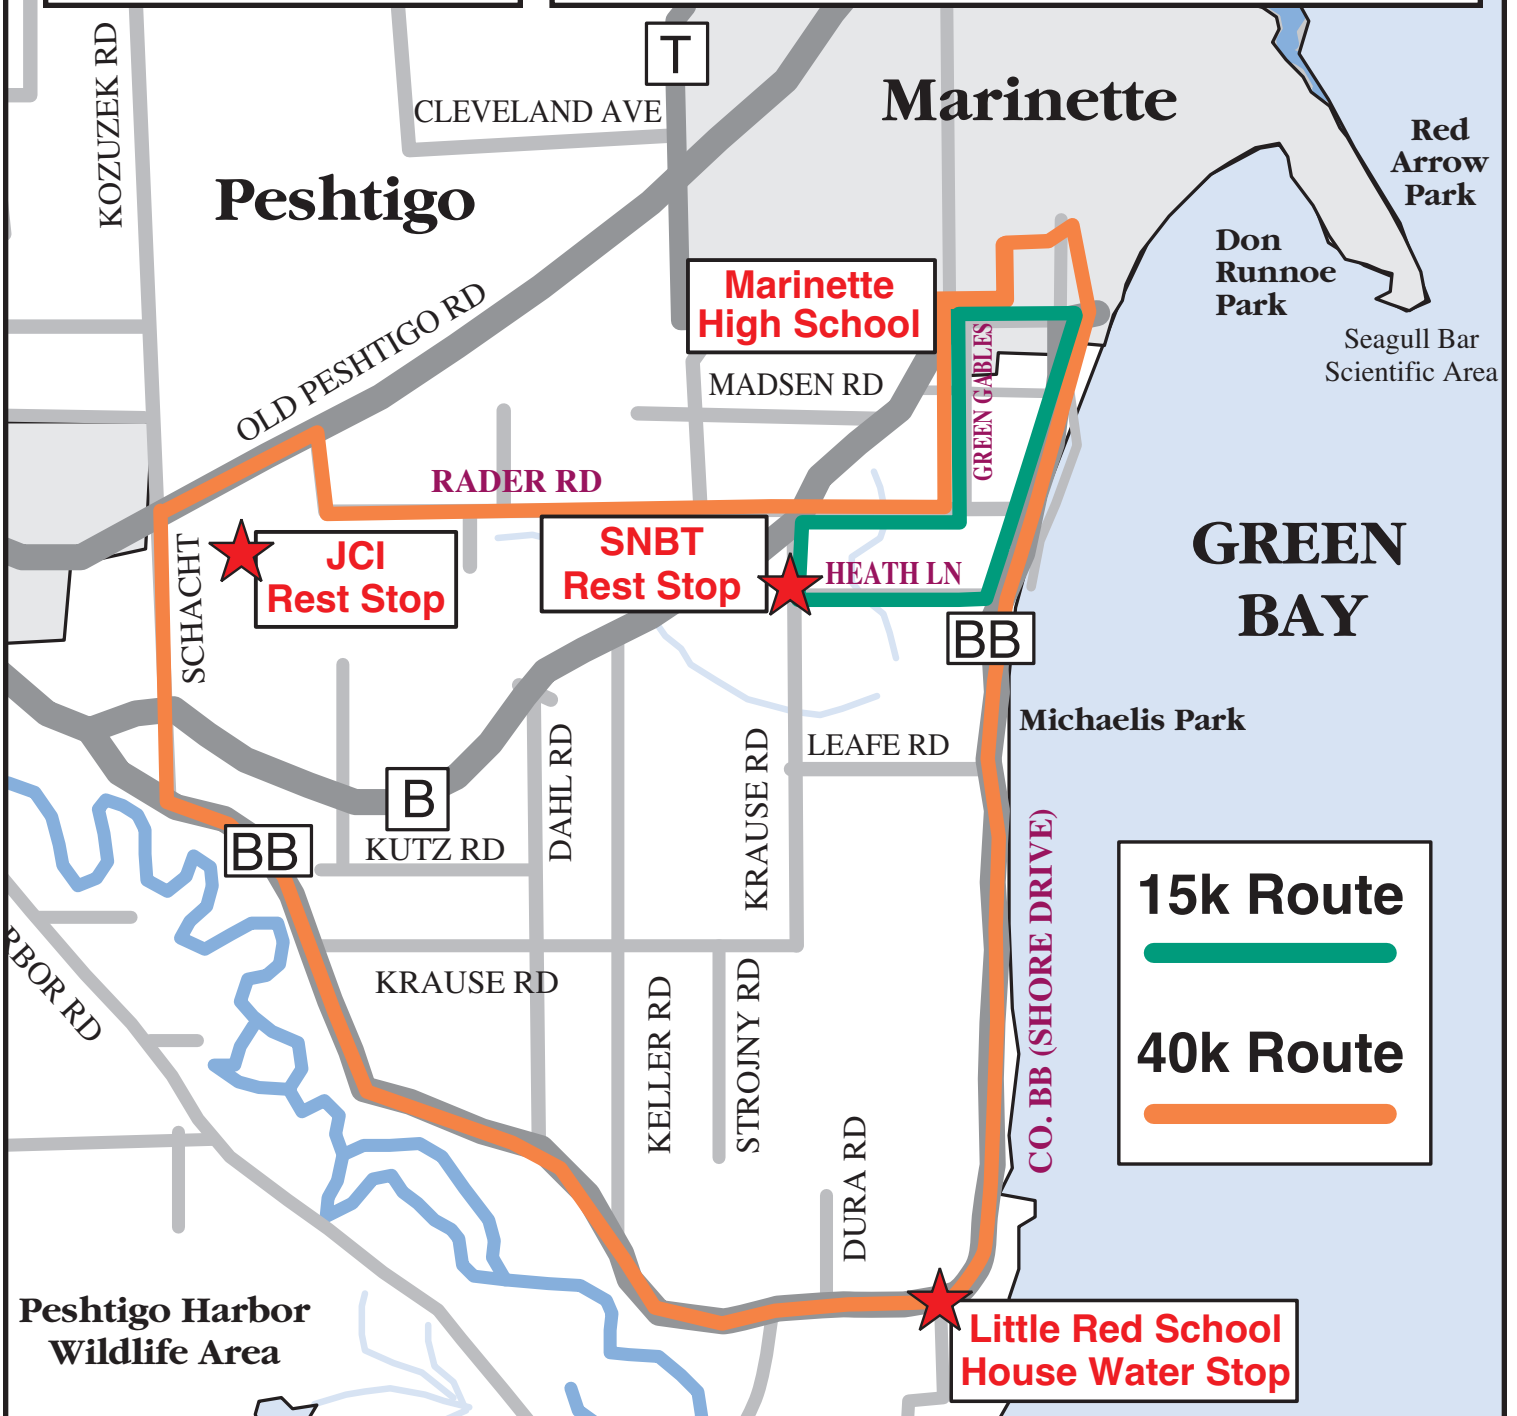 KOZUZEK RD
T
CLEVELAND AVE
Marinette
Red
Arrow
Park
Peshtigo
Don
Runnoe
Park
Marinette
High School
Seagull Bar
Scientific Area
OLD PESHTIGO RD
MADSEN RD
GREEN GABLES
RADER RD
JCI
Rest Stop
SNBT
Rest Stop
HEATH LN
GREEN
BAY
SCHACHT
BB
Michaelis Park
LEAFE RD
DAHL RD
KRAUSE RD
B
BB
KUTZ RD
CO. BB (SHORE DRIVE)
15k Route
40k Route
RBOR RD
KRAUSE RD
KELLER RD
STROJNY RD
DURA RD
Peshtigo Harbor
Wildlife Area
Little Red School
House Water Stop